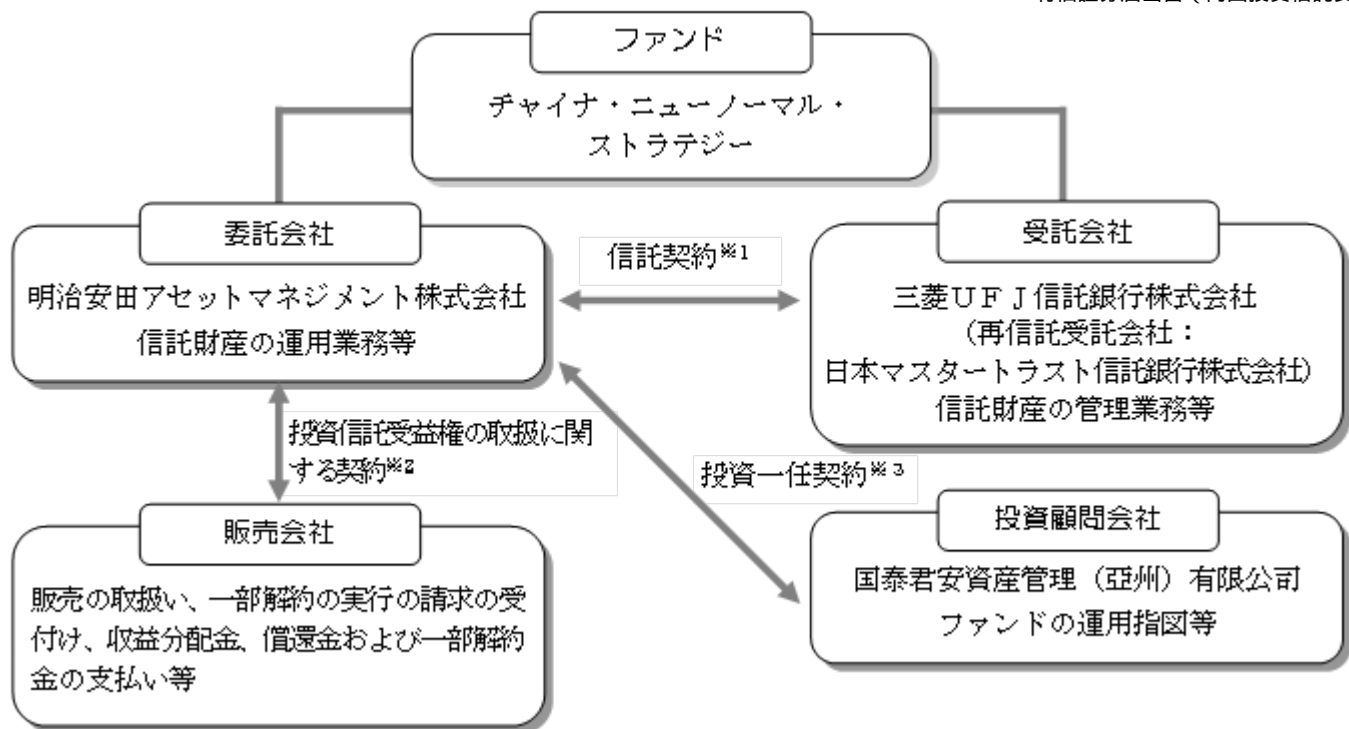 ファンド
チャイナ・ニューノーマル・
ストラテジー
委託会社
明治安田アセットマネジメント株式会社
信託財産の運用業務等
信託契約※1
受託会社
三菱UFJ信託銀行株式会社
（再信託受託会社：
日本マスタートラスト信託銀行株式会社）
信託財産の管理業務等
投資信託受益権の取扱に関
する契約※2
投資一任契約※3
販売会社
販売の取扱い、一部解約の実行の請求の受
付け、収益分配金、償還金および一部解約
金の支払い等
投資顧問会社
国泰君安資産管理（亞州）有限公司
ファンドの運用指図等